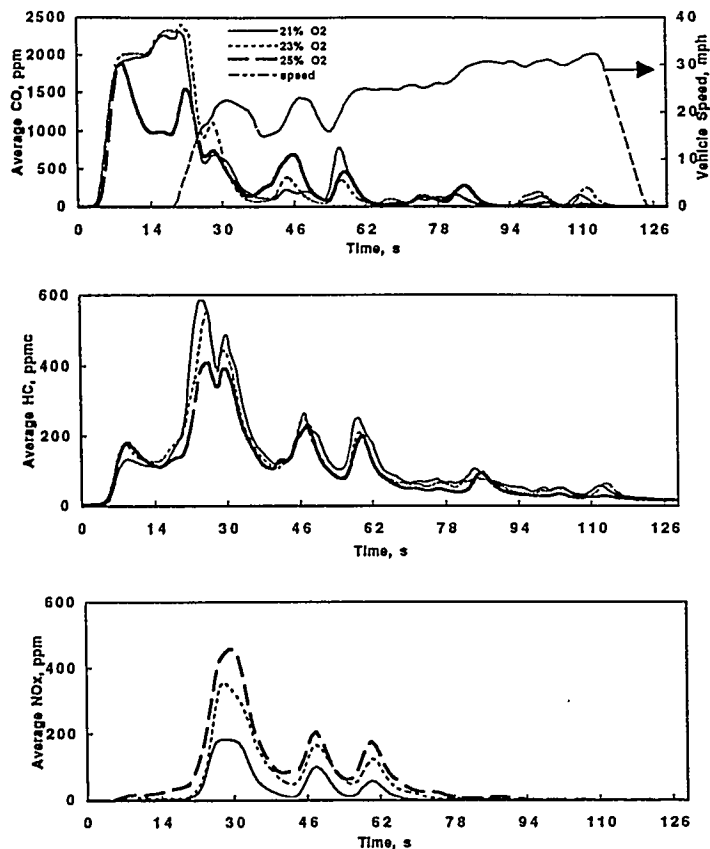 21% O2
23% O2
25% O2
speed
Average CO, ppm
2500
2000
1500
1000
500
0
Vehicle Speed, mph
40
30
20
10
0
0 14 30 46 62 78 94 110 126
Time, s
Average HC, ppmc
600
400
200
0
0 14 30 46 62 78 94 110 126
Time, s
Average NOx, ppm
600
400
200
0
0 14 30 46 62 78 94 110 126
Time, s